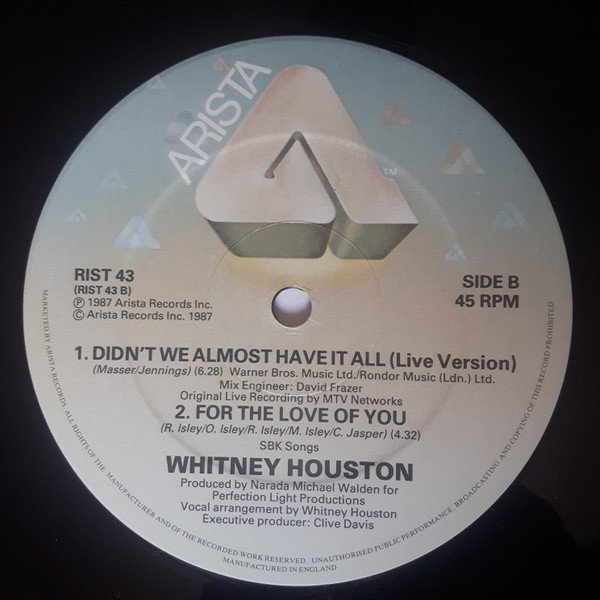 ARISTA
TM
RIST 43
(RIST 43 B)
Ⓟ 1987 Arista Records Inc.
© Arista Records Inc. 1987
SIDE B
45 RPM
1. DIDN'T WE ALMOST HAVE IT ALL (Live Version)
(Masser/Jennings) (6.28) Warner Bros. Music Ltd./Rondor Music (Ldn.) Ltd.
Mix Engineer: David Frazer
Original Live Recording by MTV Networks
2. FOR THE LOVE OF YOU
(R. Isley/O. Isley/R. Isley/M. Isley/C. Jasper) (4.32)
SBK Songs
WHITNEY HOUSTON
Produced by Narada Michael Walden for
Perfection Light Productions
Vocal arrangement by Whitney Houston
Executive producer: Clive Davis
MARKETED BY ARISTA RECORDS. ALL RIGHTS OF THE MANUFACTURER AND OF THE RECORDED WORK RESERVED. UNAUTHORISED PUBLIC PERFORMANCE, BROADCASTING AND COPYING OF THIS RECORD PROHIBITED
MANUFACTURED IN ENGLAND